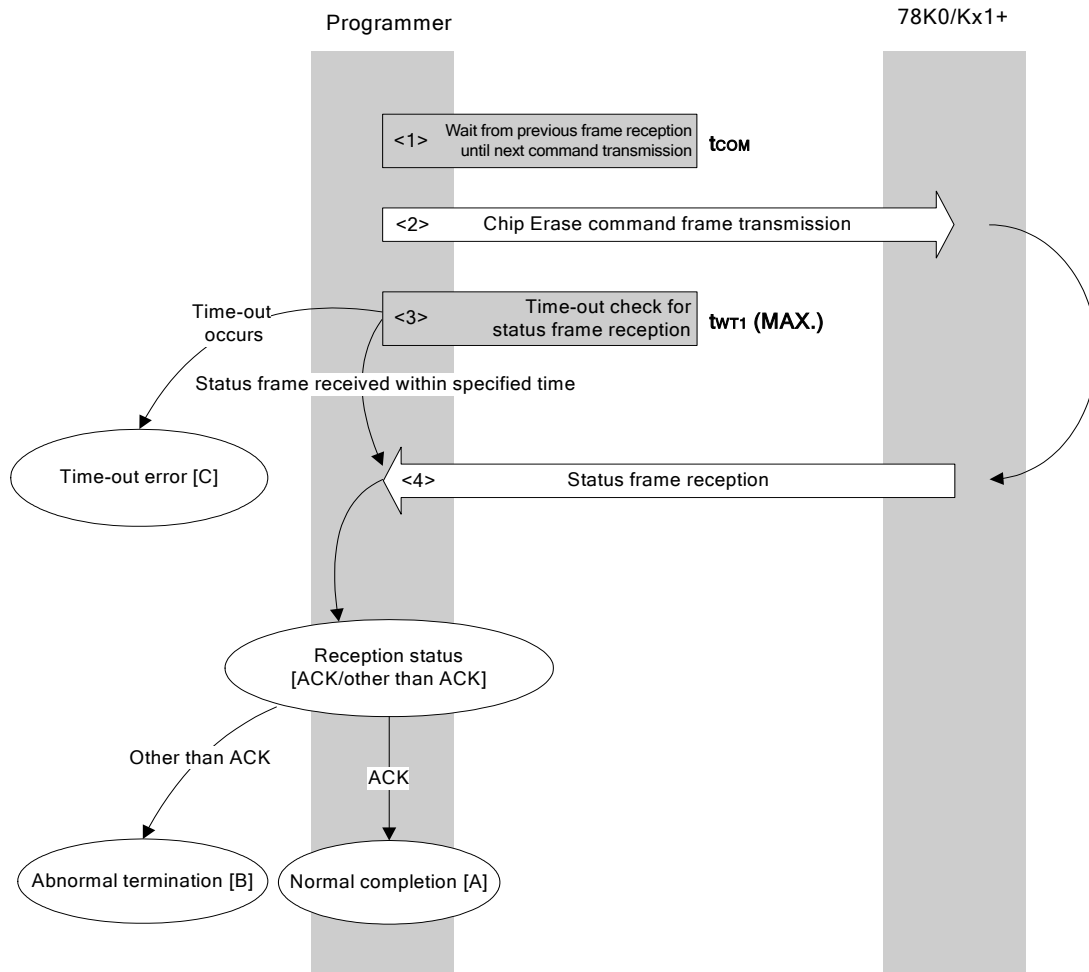 Programmer
78K0/Kx1+
<1> Wait from previous frame reception
until next command transmission
tCOM
<2> Chip Erase command frame transmission
Time-out
occurs
<3> Time-out check for
status frame reception
tWT1 (MAX.)
Status frame received within specified time
Time-out error [C]
<4> Status frame reception
Reception status
[ACK/other than ACK]
Other than ACK
ACK
Abnormal termination [B]
Normal completion [A]